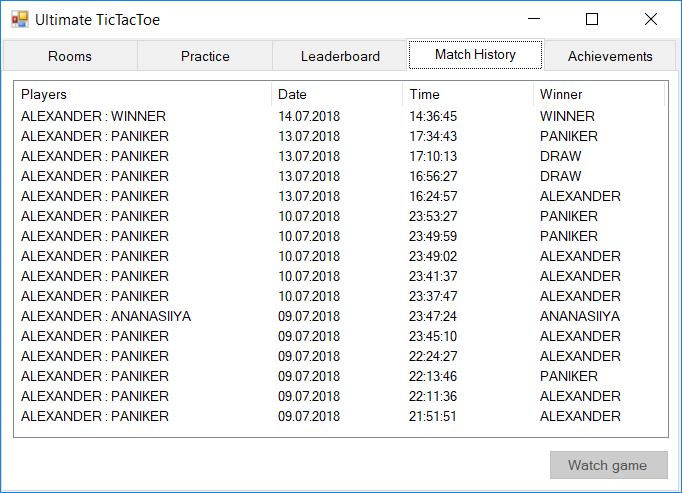 Ultimate TicTacToe
Rooms Practice Leaderboard Match History Achievements
Players Date Time Winner
ALEXANDER : WINNER 14.07.2018 14:36:45 WINNER
ALEXANDER : PANIKER 13.07.2018 17:34:43 PANIKER
ALEXANDER : PANIKER 13.07.2018 17:10:13 DRAW
ALEXANDER : PANIKER 13.07.2018 16:56:27 DRAW
ALEXANDER : PANIKER 13.07.2018 16:24:57 ALEXANDER
ALEXANDER : PANIKER 10.07.2018 23:53:27 PANIKER
ALEXANDER : PANIKER 10.07.2018 23:49:59 PANIKER
ALEXANDER : PANIKER 10.07.2018 23:49:02 ALEXANDER
ALEXANDER : PANIKER 10.07.2018 23:41:37 ALEXANDER
ALEXANDER : PANIKER 10.07.2018 23:37:47 ALEXANDER
ALEXANDER : ANANASIIYA 09.07.2018 23:47:24 ANANASIIYA
ALEXANDER : PANIKER 09.07.2018 23:45:10 ALEXANDER
ALEXANDER : PANIKER 09.07.2018 22:24:27 ALEXANDER
ALEXANDER : PANIKER 09.07.2018 22:13:46 PANIKER
ALEXANDER : PANIKER 09.07.2018 22:11:36 ALEXANDER
ALEXANDER : PANIKER 09.07.2018 21:51:51 ALEXANDER
Watch game